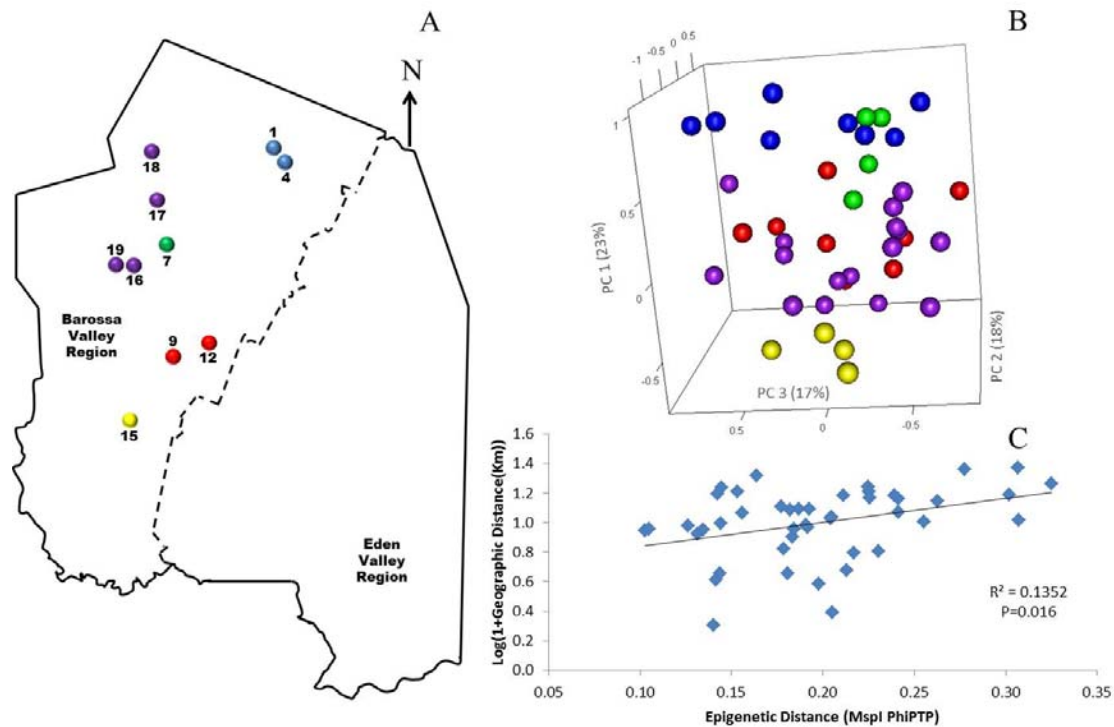 A
N
1
4
18
17
7
19
16
Barossa
Valley
Region
9
12
15
Eden
Valley
Region
B
-1 -0.5 0 0.5
1
0.5
0
-0.5
PC 1 (23%)
PC 2 (18%)
PC 3 (17%)
0.5 0 -0.5
C
Log(1+Geographic Distance(Km))
1.6
1.4
1.2
1.0
0.8
0.6
0.4
0.2
0.0
R² = 0.1352
P=0.016
0.05 0.10 0.15 0.20 0.25 0.30 0.35
Epigenetic Distance (MspI PhiPTP)